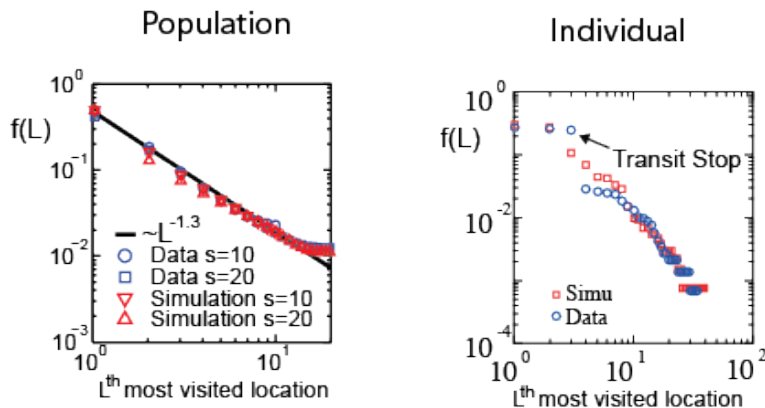 Population
f(L)
10^0
10^-1
10^-2
10^-3
~L^-1.3
Data s=10
Data s=20
Simulation s=10
Simulation s=20
10^0
10^1
L^th most visited location
Individual
f(L)
10^0
10^-2
10^-4
Transit Stop
Simu
Data
10^0
10^1
10^2
L^th most visited location